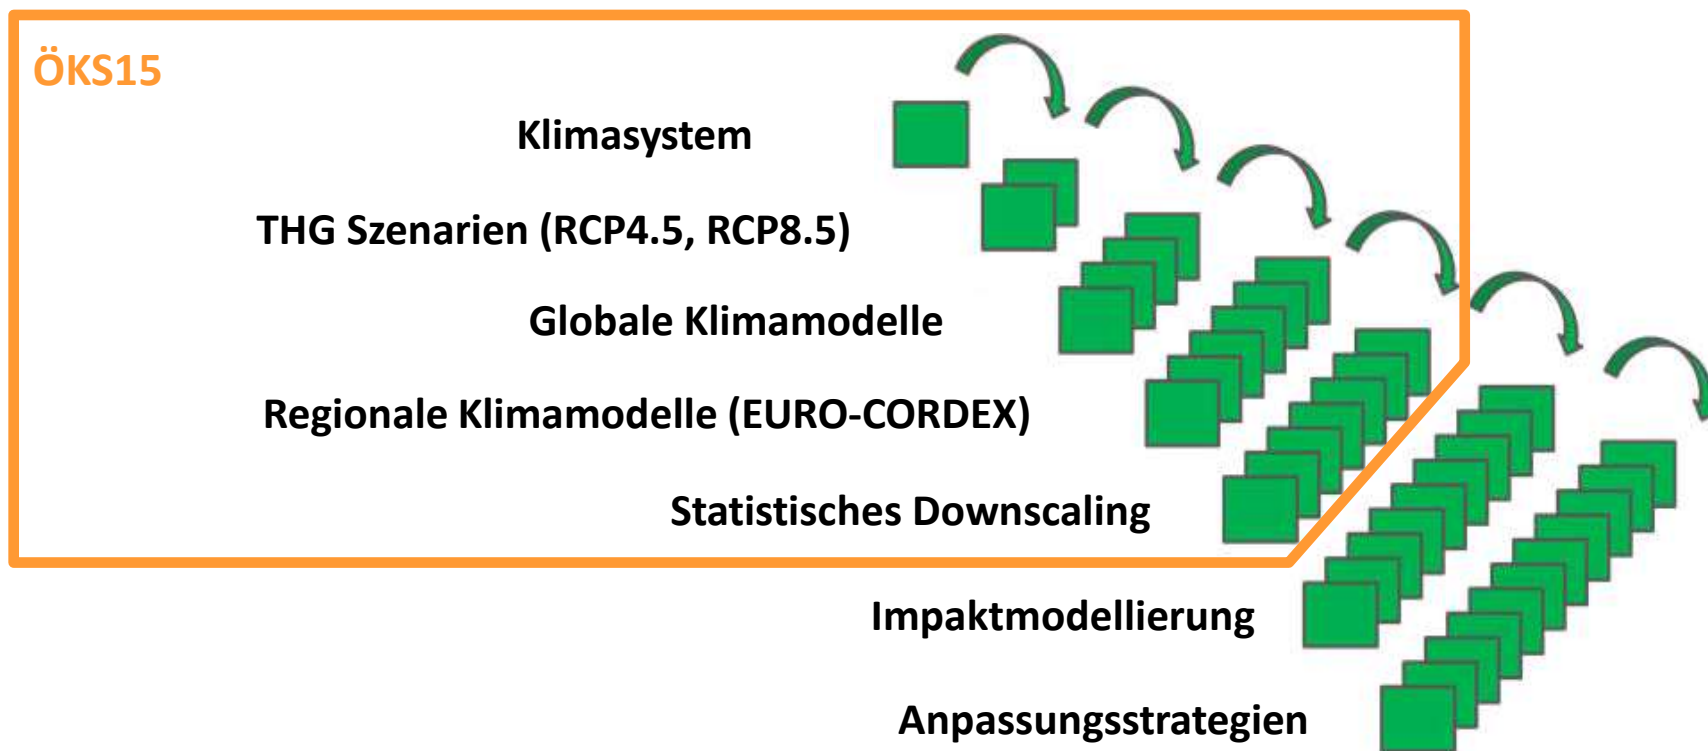 ÖKS15
Klimasystem
THG Szenarien (RCP4.5, RCP8.5)
Globale Klimamodelle
Regionale Klimamodelle (EURO-CORDEX)
Statistisches Downscaling
Impaktmodellierung
Anpassungsstrategien